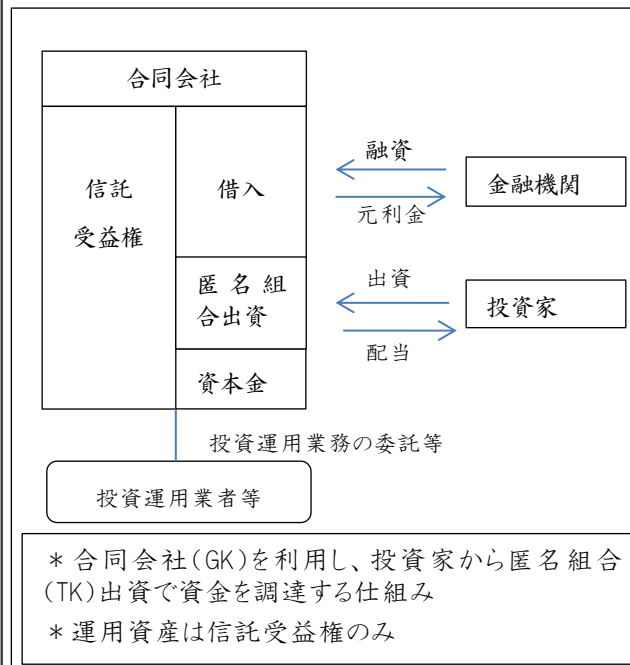 合同会社
信託
受益権
借入
匿名組
合出資
資本金
融資
元利金
金融機関
出資
配当
投資家
投資運用業務の委託等
投資運用業者等
*合同会社(GK)を利用し、投資家から匿名組合
(TK)出資で資金を調達する仕組み
*運用資産は信託受益権のみ